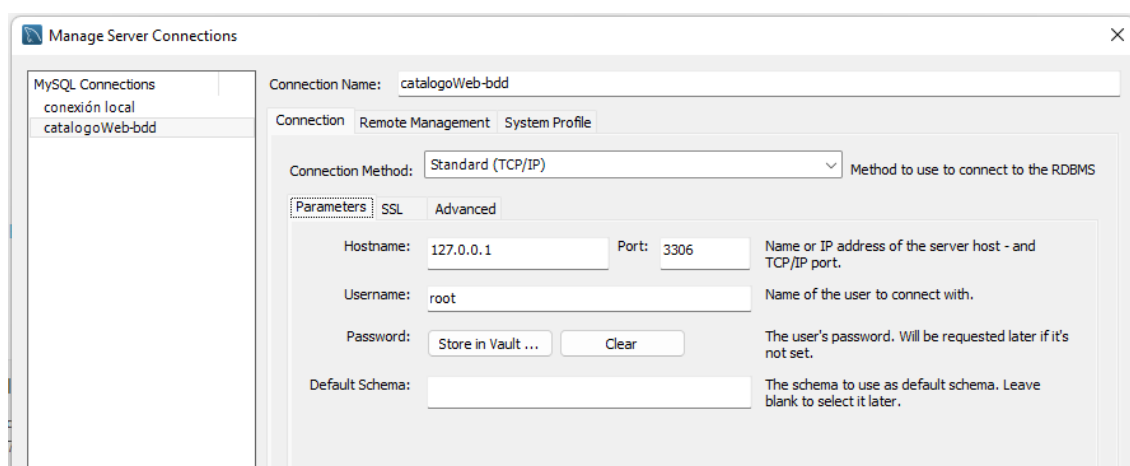 Manage Server Connections
MySQL Connections
conexión local
catalogoWeb-bdd
Connection Name: catalogoWeb-bdd
Connection Remote Management System Profile
Connection Method: Standard (TCP/IP) Method to use to connect to the RDBMS
Parameters SSL Advanced
Hostname: 127.0.0.1 Port: 3306 Name or IP address of the server host - and
TCP/IP port.
Username: root Name of the user to connect with.
Password: Store in Vault ... Clear The user's password. Will be requested later if it's
not set.
Default Schema: The schema to use as default schema. Leave
blank to select it later.